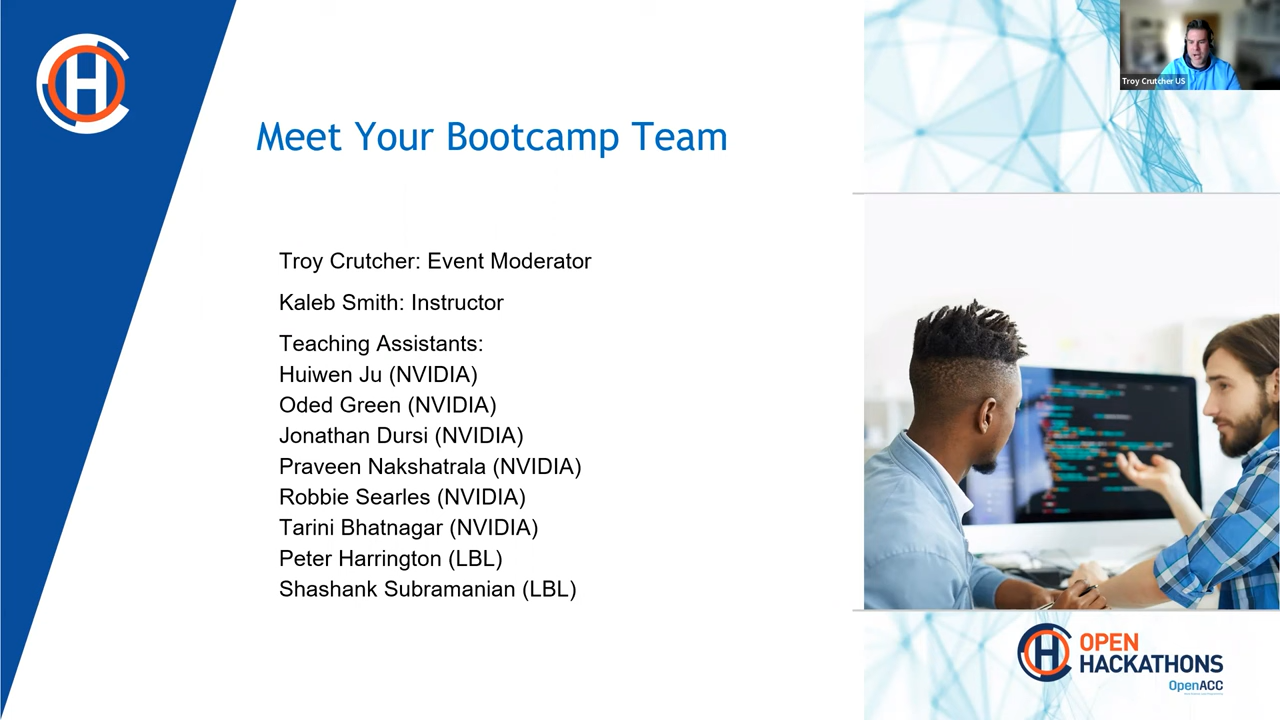 Troy Crutcher US
Meet Your Bootcamp Team
Troy Crutcher: Event Moderator
Kaleb Smith: Instructor
Teaching Assistants:
Huiwen Ju (NVIDIA)
Oded Green (NVIDIA)
Jonathan Dursi (NVIDIA)
Praveen Nakshatrala (NVIDIA)
Robbie Searles (NVIDIA)
Tarini Bhatnagar (NVIDIA)
Peter Harrington (LBL)
Shashank Subramanian (LBL)
OPEN
HACKATHONS
OpenACC